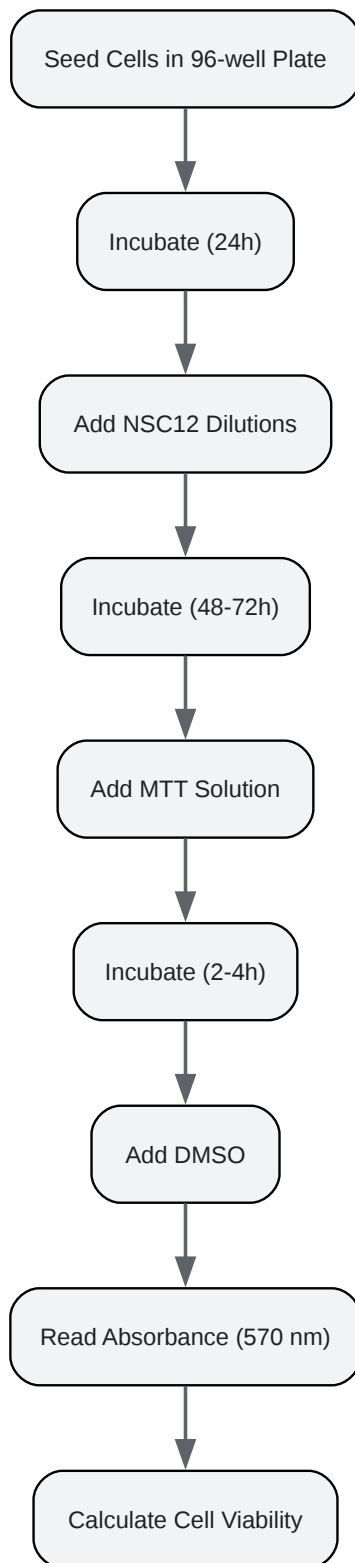 Seed Cells in 96-well Plate
Incubate (24h)
Add NSC12 Dilutions
Incubate (48-72h)
Add MTT Solution
Incubate (2-4h)
Add DMSO
Read Absorbance (570 nm)
Calculate Cell Viability